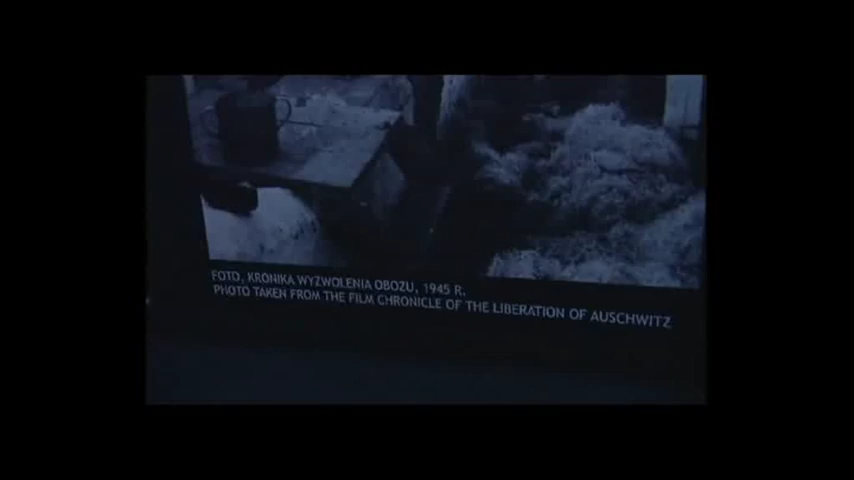 FOTO, KRONIKA WYZWOLENIA OBOZU, 1945 R.
PHOTO TAKEN FROM THE FILM CHRONICLE OF THE LIBERATION OF AUSCHWITZ